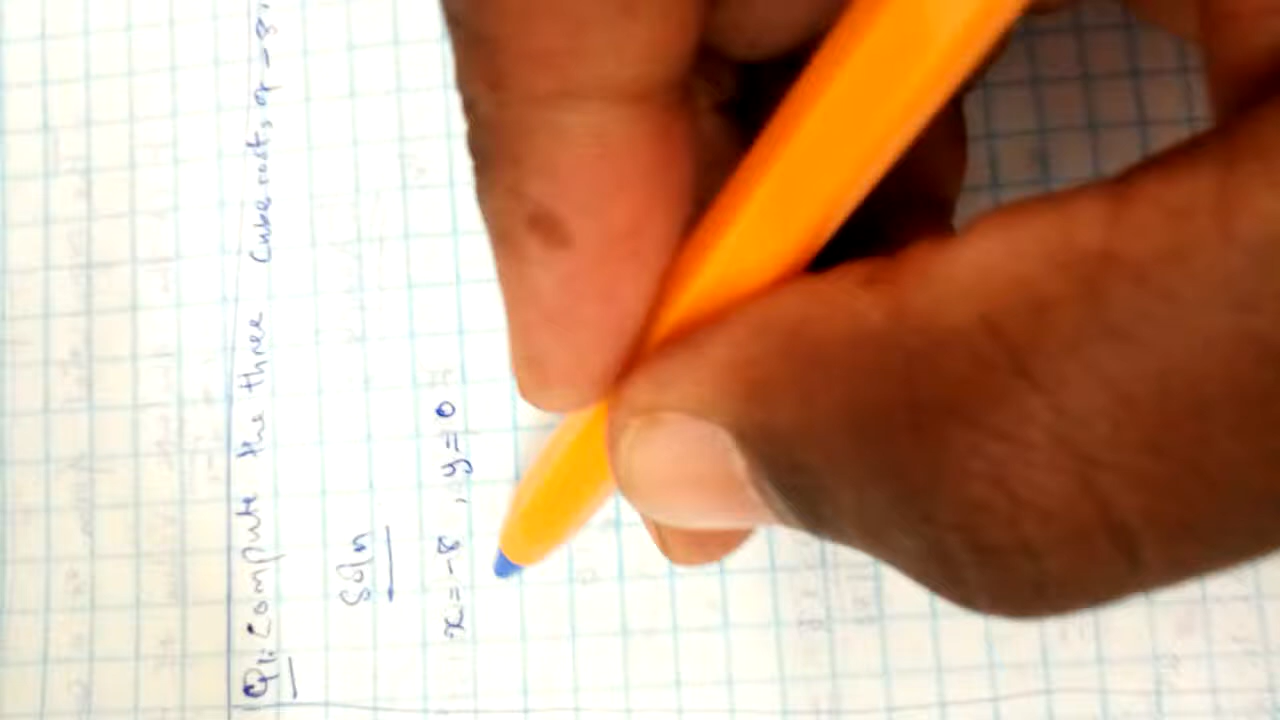 Q1: Compute the three cube roots of -8.
Soln
x = -8 , y = 0